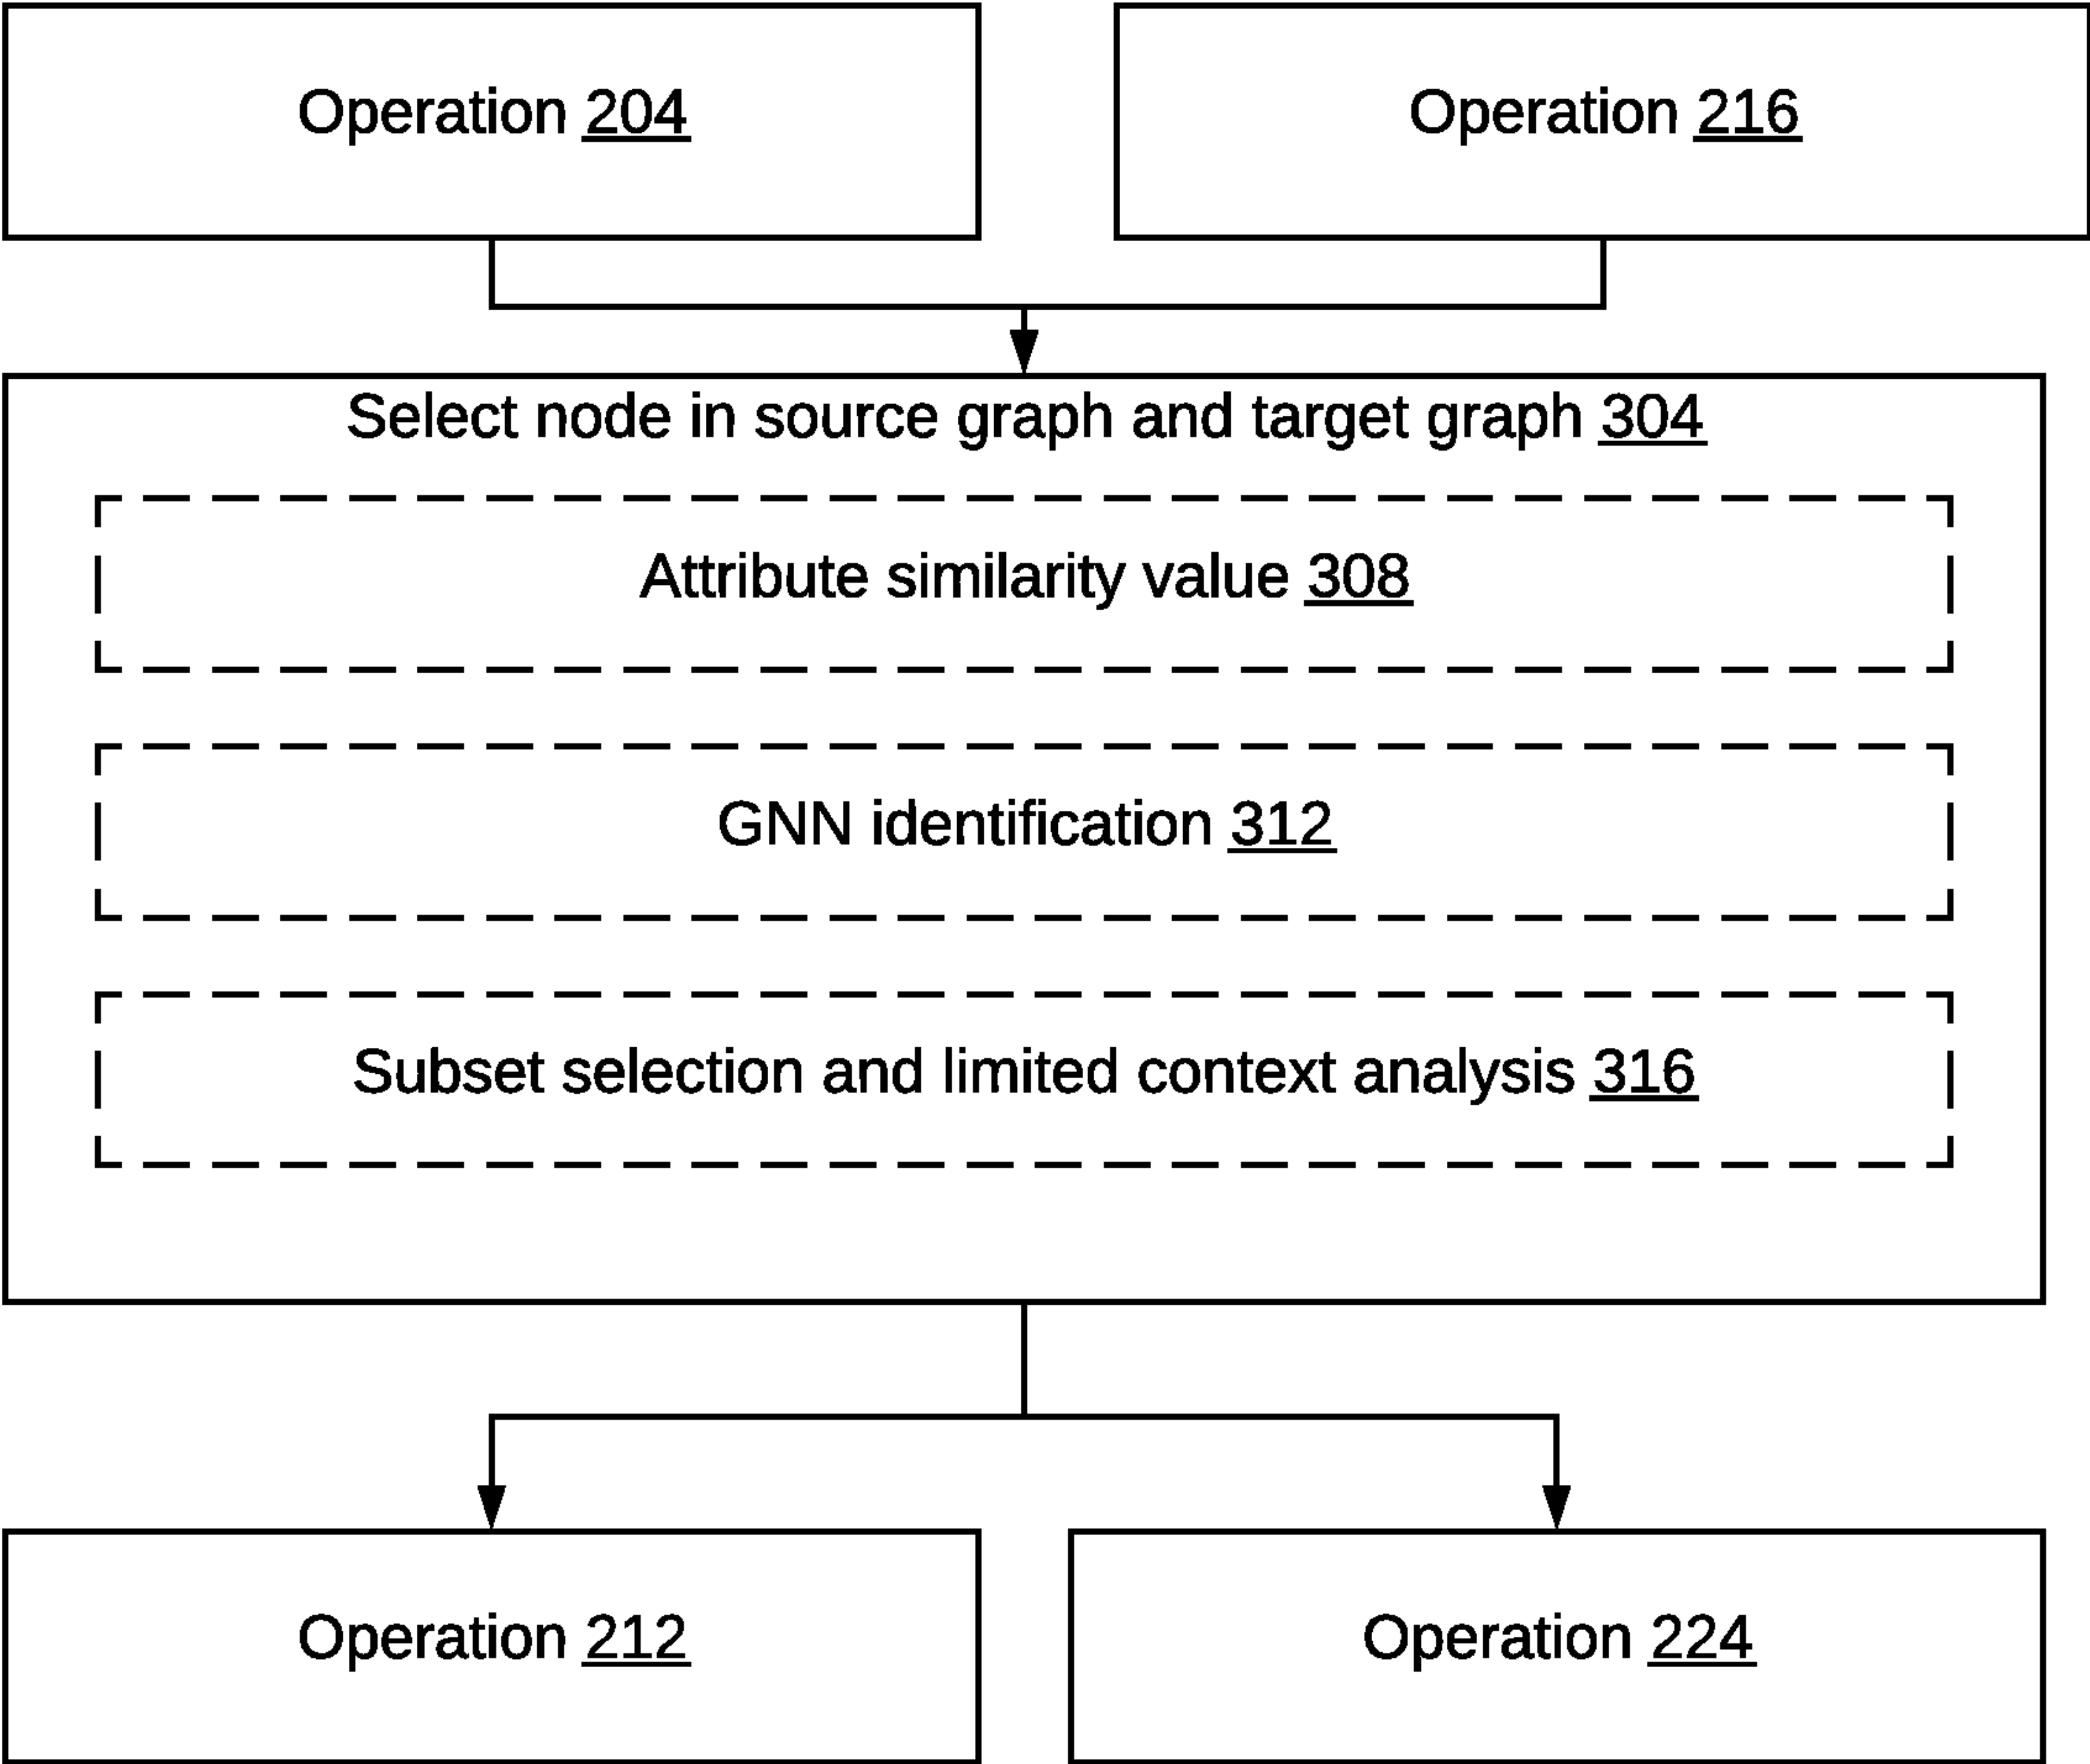 Operation 204
Operation 216
Select node in source graph and target graph 304
Attribute similarity value 308
GNN identification 312
Subset selection and limited context analysis 316
Operation 212
Operation 224